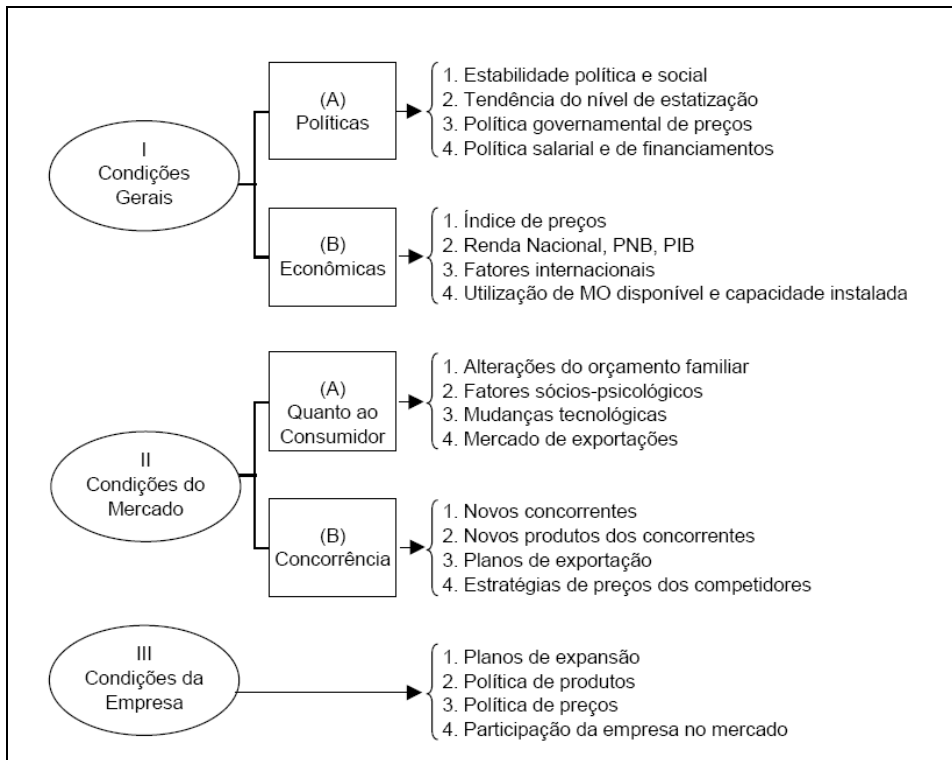 I
Condições
Gerais
(A)
Políticas
1. Estabilidade política e social
2. Tendência do nível de estatização
3. Política governamental de preços
4. Política salarial e de financiamentos
(B)
Econômicas
1. Índice de preços
2. Renda Nacional, PNB, PIB
3. Fatores internacionais
4. Utilização de MO disponível e capacidade instalada
II
Condições do
Mercado
(A)
Quanto ao
Consumidor
1. Alterações do orçamento familiar
2. Fatores sócios-psicológicos
3. Mudanças tecnológicas
4. Mercado de exportações
(B)
Concorrência
1. Novos concorrentes
2. Novos produtos dos concorrentes
3. Planos de exportação
4. Estratégias de preços dos competidores
III
Condições da
Empresa
1. Planos de expansão
2. Política de produtos
3. Política de preços
4. Participação da empresa no mercado